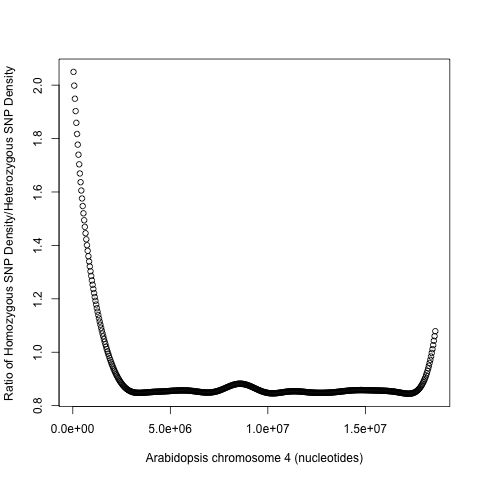 Ratio of Homozygous SNP Density/Heterozygous SNP Density
2.0
1.8
1.6
1.4
1.2
1.0
0.8
0.0e+00 5.0e+06 1.0e+07 1.5e+07
Arabidopsis chromosome 4 (nucleotides)